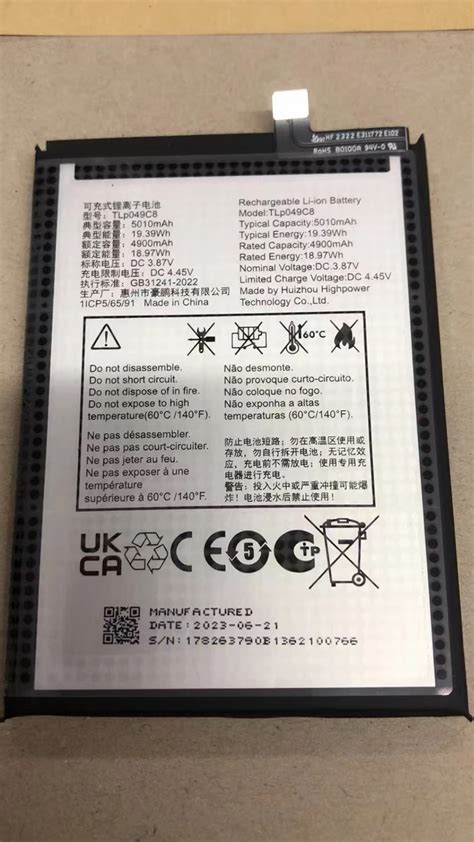 HF 2322 E311772 E102
RoHS 80100A 94V-0
可充式锂离子电池
型号:TLp049C8
典型容量: 5010mAh
典型能量: 19.39Wh
额定容量: 4900mAh
额定能量: 18.97Wh
标称电压: DC 3.87V
充电限制电压: DC 4.45V
执行标准: GB31241-2022
生产厂: 惠州市豪鹏科技有限公司
1ICP5/65/91 Made in China
Rechargeable Li-ion Battery
Model:TLp049C8
Typical Capacity:5010mAh
Typical Energy:19.39Wh
Rated Capacity:4900mAh
Rated Energy:18.97Wh
Nominal Voltage:DC 3.87V
Limited Charge Voltage:DC 4.45V
Made by Huizhou Highpower
Technology Co.,Ltd.
60℃
Do not disassemble.
Do not short circuit.
Do not dispose of in fire.
Do not expose to high
temperature(60°C /140°F).
Ne pas désassembler.
Ne pas pas court-circuiter.
Ne pas jeter au feu.
Ne pas exposer à une
température
supérieure à 60°C /140°F.
Não desmonte.
Não provoque curto-circuito.
Não coloque no fogo.
Não exponha a altas
temperaturas (60°C /140°F).
防止电池短路: 勿在高温区使用或
存放, 勿自行拆开电池; 无记忆效
应, 充电前不需放电; 使用专用充
电器进行充电。
警告: 投入火中或严重冲撞可能爆
炸! 电池浸水后禁止使用!
UK
CA
CE
5
TP
MANUFACTURED
DATE: 2023-06-21
S/N: 178263790B1362100766